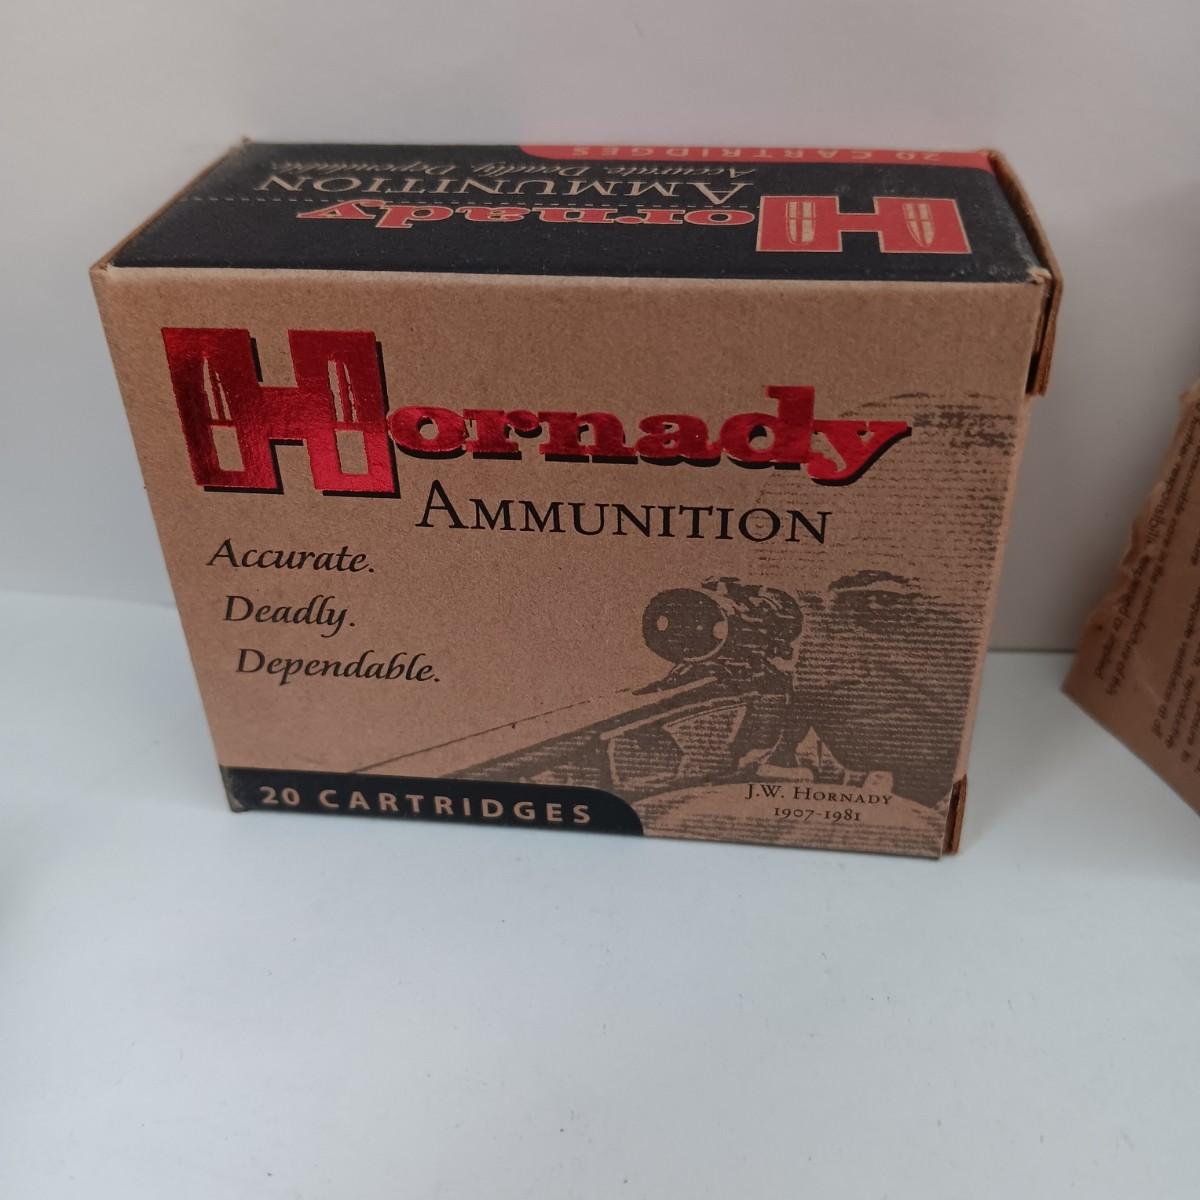 20 CARTRIDGES
Accurate. Deadly. Dependable.
AMMUNITION
Hornady
Hornady
AMMUNITION
Accurate.
Deadly.
Dependable.
20 CARTRIDGES
J.W. HORNADY
1907-1981